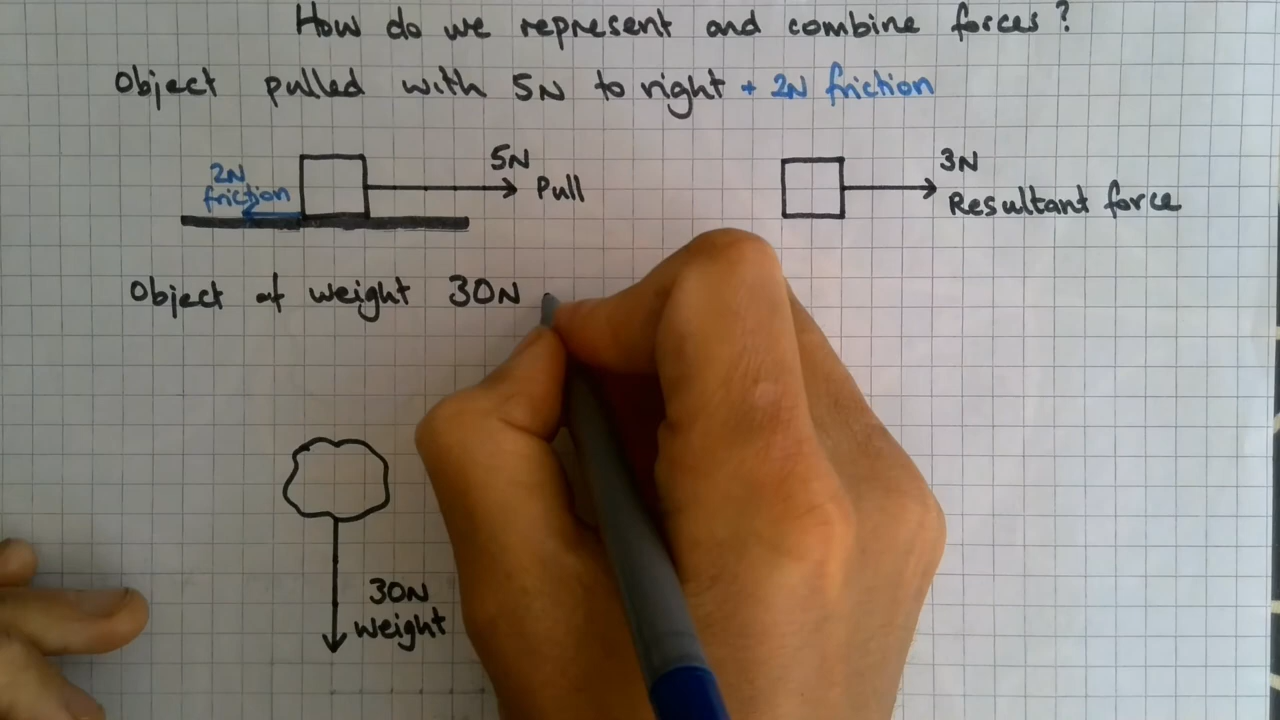 How do we represent and combine forces?
Object pulled with 5N to right + 2N friction
2N
friction
5N
Pull
3N
Resultant force
Object of weight 30N
30N
weight